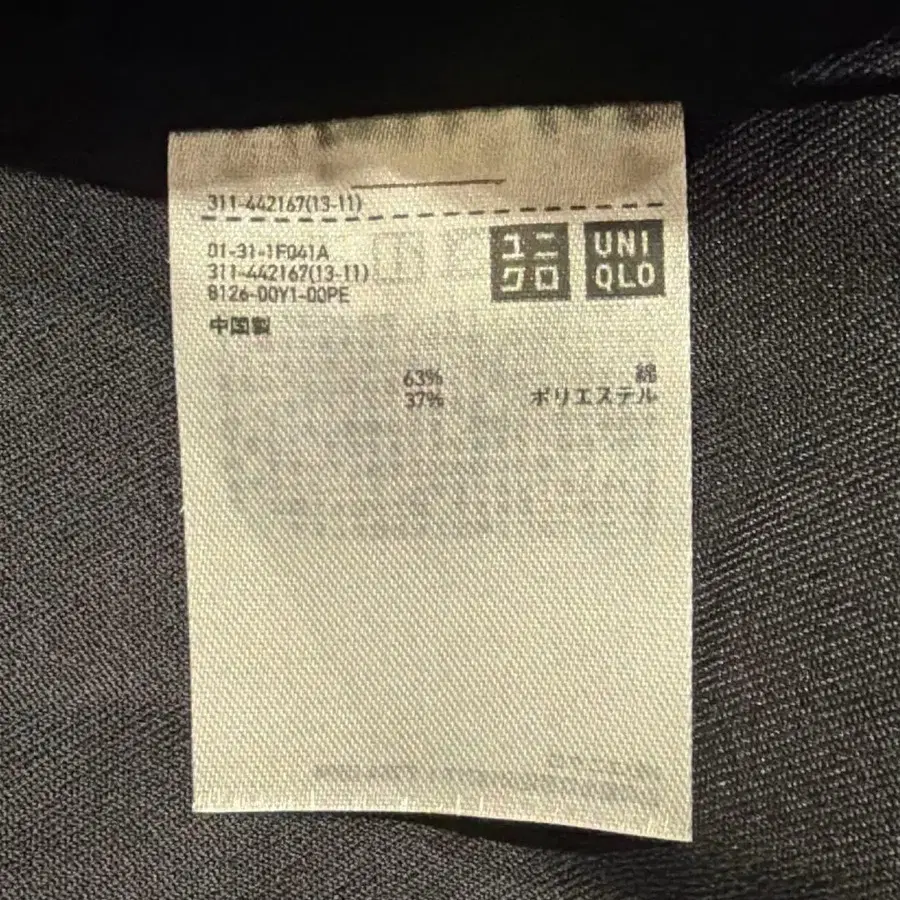 311-442167(13-11)
01-31-1F041A
311-442167(13-11)
8126-00Y1-00PE
中国製
ユニ
クロ
UNI
QLO
63% 綿
37% ポリエステル